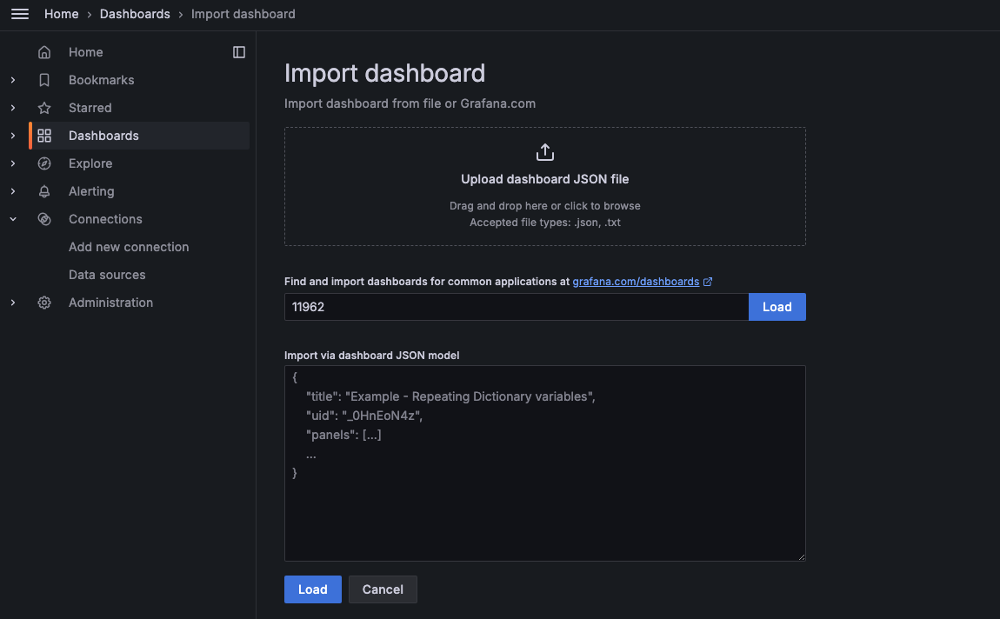 Home › Dashboards › Import dashboard
Home
Bookmarks
Starred
Dashboards
Explore
Alerting
Connections
Add new connection
Data sources
Administration
Import dashboard
Import dashboard from file or Grafana.com
Upload dashboard JSON file
Drag and drop here or click to browse
Accepted file types: .json, .txt
Find and import dashboards for common applications at grafana.com/dashboards
11962 Load
Import via dashboard JSON model
{
"title": "Example - Repeating Dictionary variables",
"uid": "_0HnEoN4z",
"panels": [...]
...
}
Load Cancel